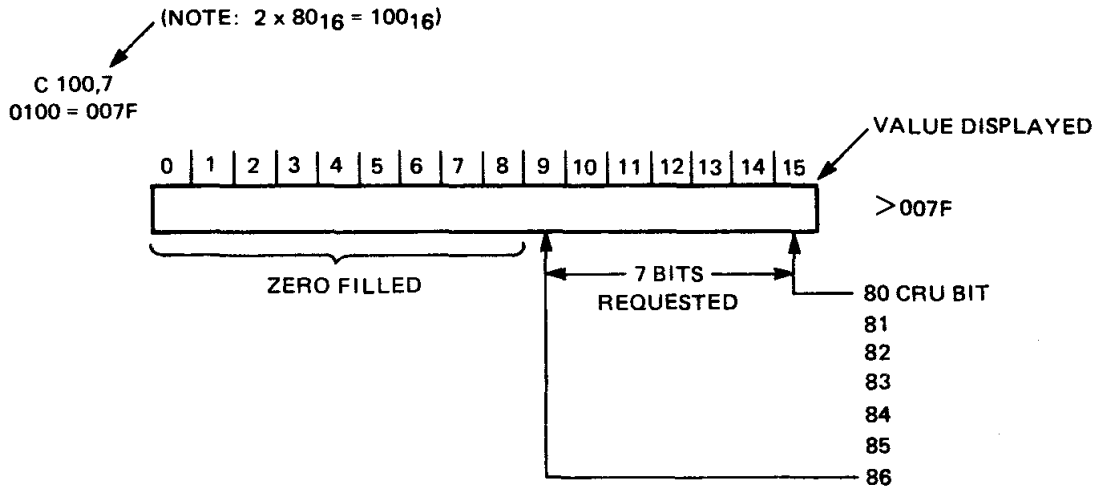 (NOTE: 2 x 80₁₆ = 100₁₆)
C 100,7
0100 = 007F
VALUE DISPLAYED
0 1 2 3 4 5 6 7 8 9 10 11 12 13 14 15
>007F
ZERO FILLED
7 BITS
REQUESTED
80 CRU BIT
81
82
83
84
85
86